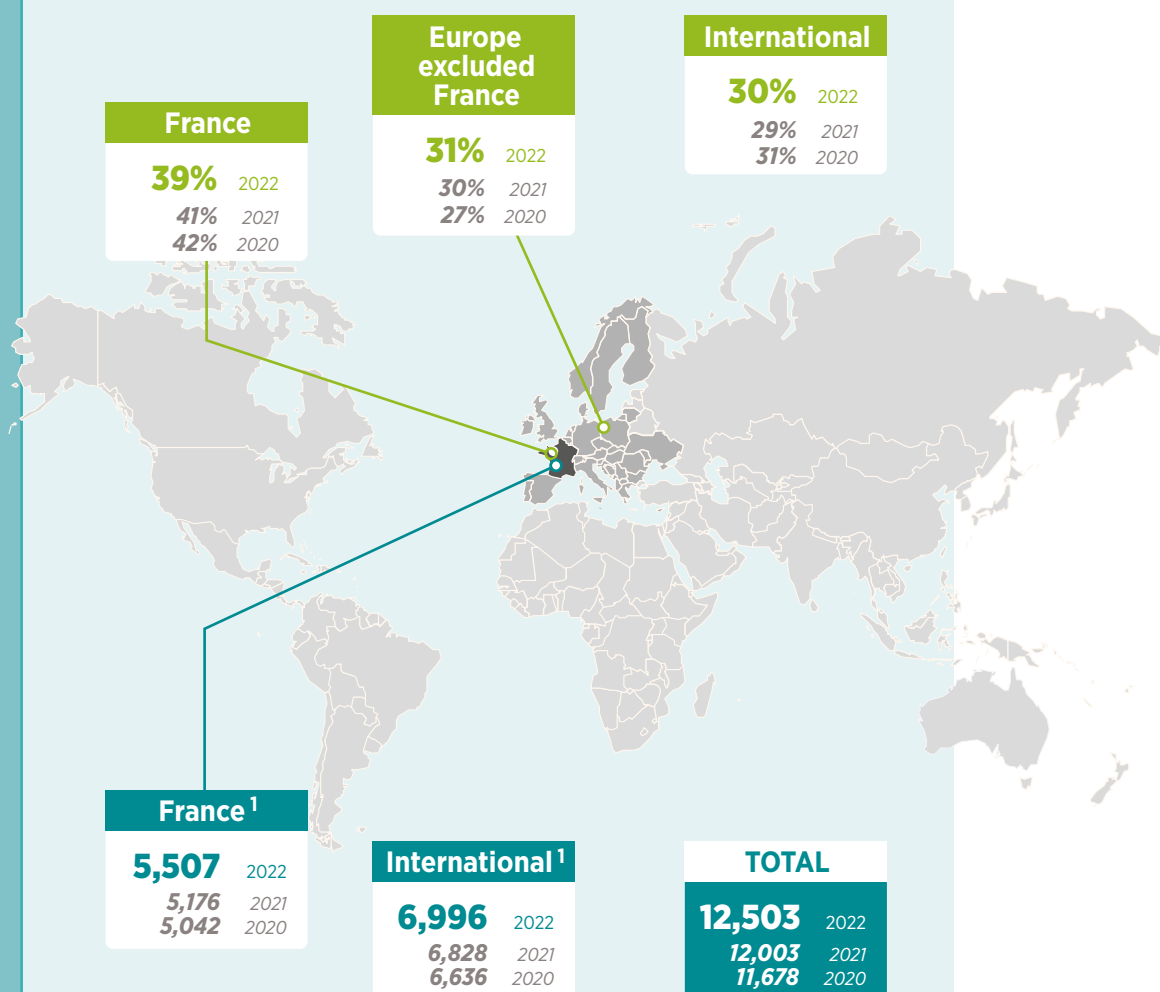 France
39% 2022
41% 2021
42% 2020
Europe
excluded
France
31% 2022
30% 2021
27% 2020
International
30% 2022
29% 2021
31% 2020
France 1
5,507 2022
5,176 2021
5,042 2020
International 1
6,996 2022
6,828 2021
6,636 2020
TOTAL
12,503 2022
12,003 2021
11,678 2020